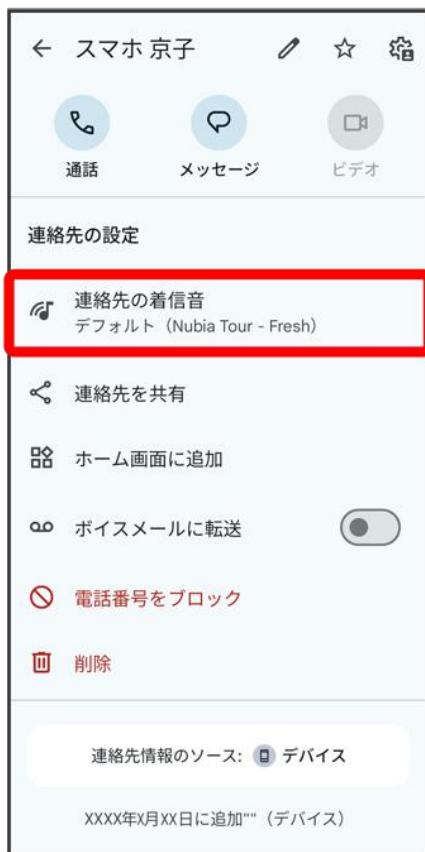 スマホ 京子
通話 メッセージ ビデオ
連絡先の設定
連絡先の着信音
デフォルト（Nubia Tour - Fresh）
連絡先を共有
ホーム画面に追加
ボイスメールに転送
電話番号をブロック
削除
連絡先情報のソース: デバイス
XXXX年X月XX日に追加""（デバイス）